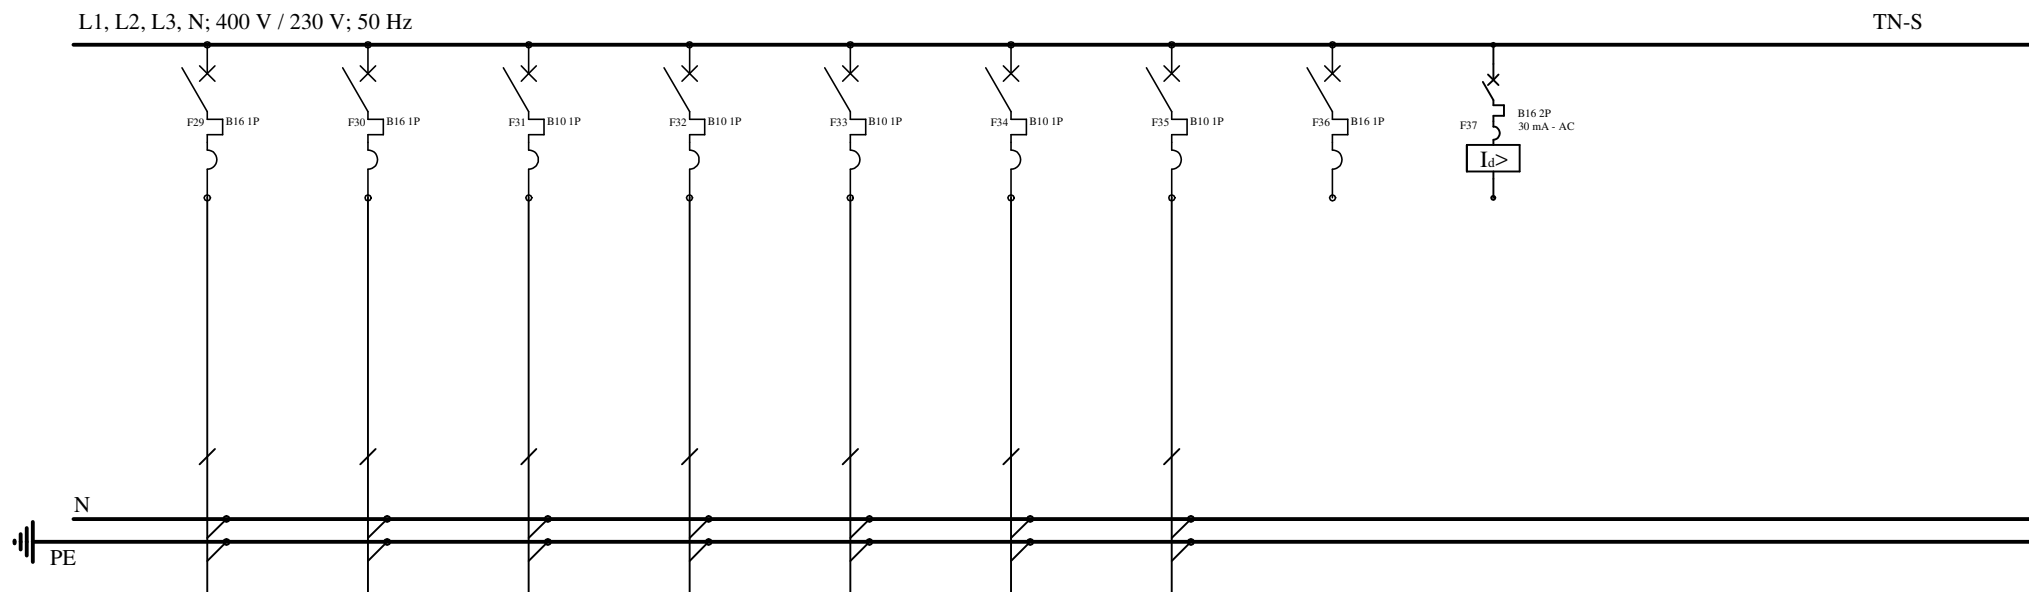 L1, L2, L3, N; 400 V / 230 V; 50 Hz
TN-S
F29 B16 1P
F30 B16 1P
F31 B10 1P
F32 B10 1P
F33 B10 1P
F34 B10 1P
F35 B10 1P
F36 B16 1P
F37
B16 2P
30 mA - AC
Id>
N
PE